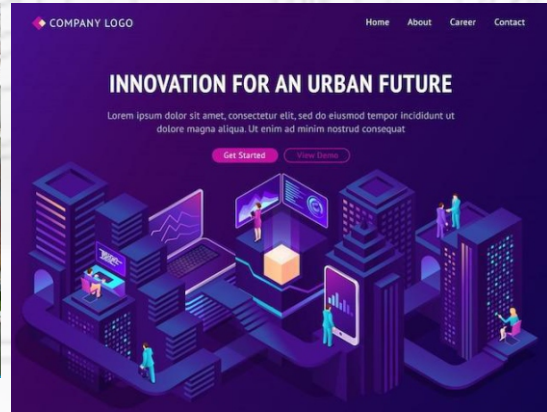 COMPANY LOGO
Home About Career Contact
INNOVATION FOR AN URBAN FUTURE
Lorem ipsum dolor sit amet, consectetur elit, sed do eiusmod tempor incididunt ut
dolore magna aliqua. Ut enim ad minim nostrud consequat
Get Started View Demo